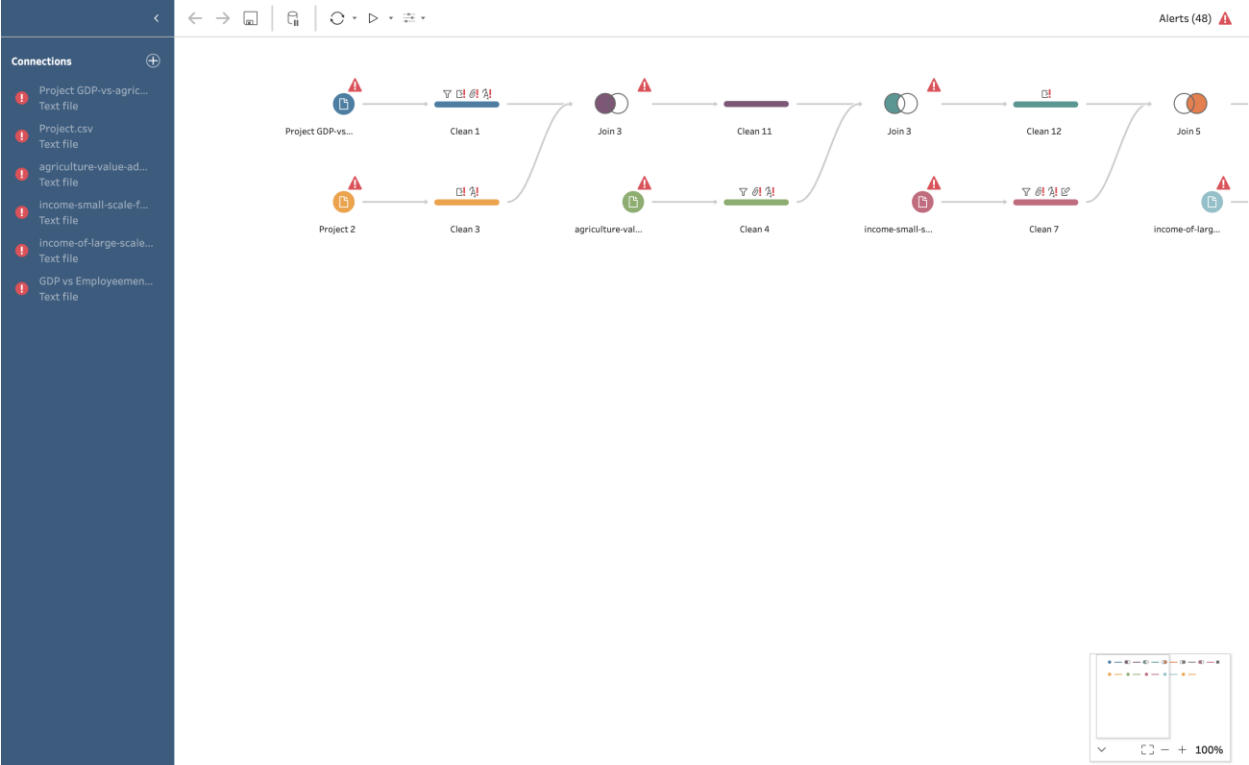 Alerts (48)
Connections
Project GDP-vs-agric...
Text file
Project.csv
Text file
agriculture-value-ad...
Text file
income-small-scale-f...
Text file
income-of-large-scale...
Text file
GDP vs Employeemen...
Text file
Project GDP-vs...
Clean 1
Join 3
Clean 11
Join 3
Clean 12
Join 5
Project 2
Clean 3
agriculture-val...
Clean 4
income-small-s...
Clean 7
income-of-larg...
100%